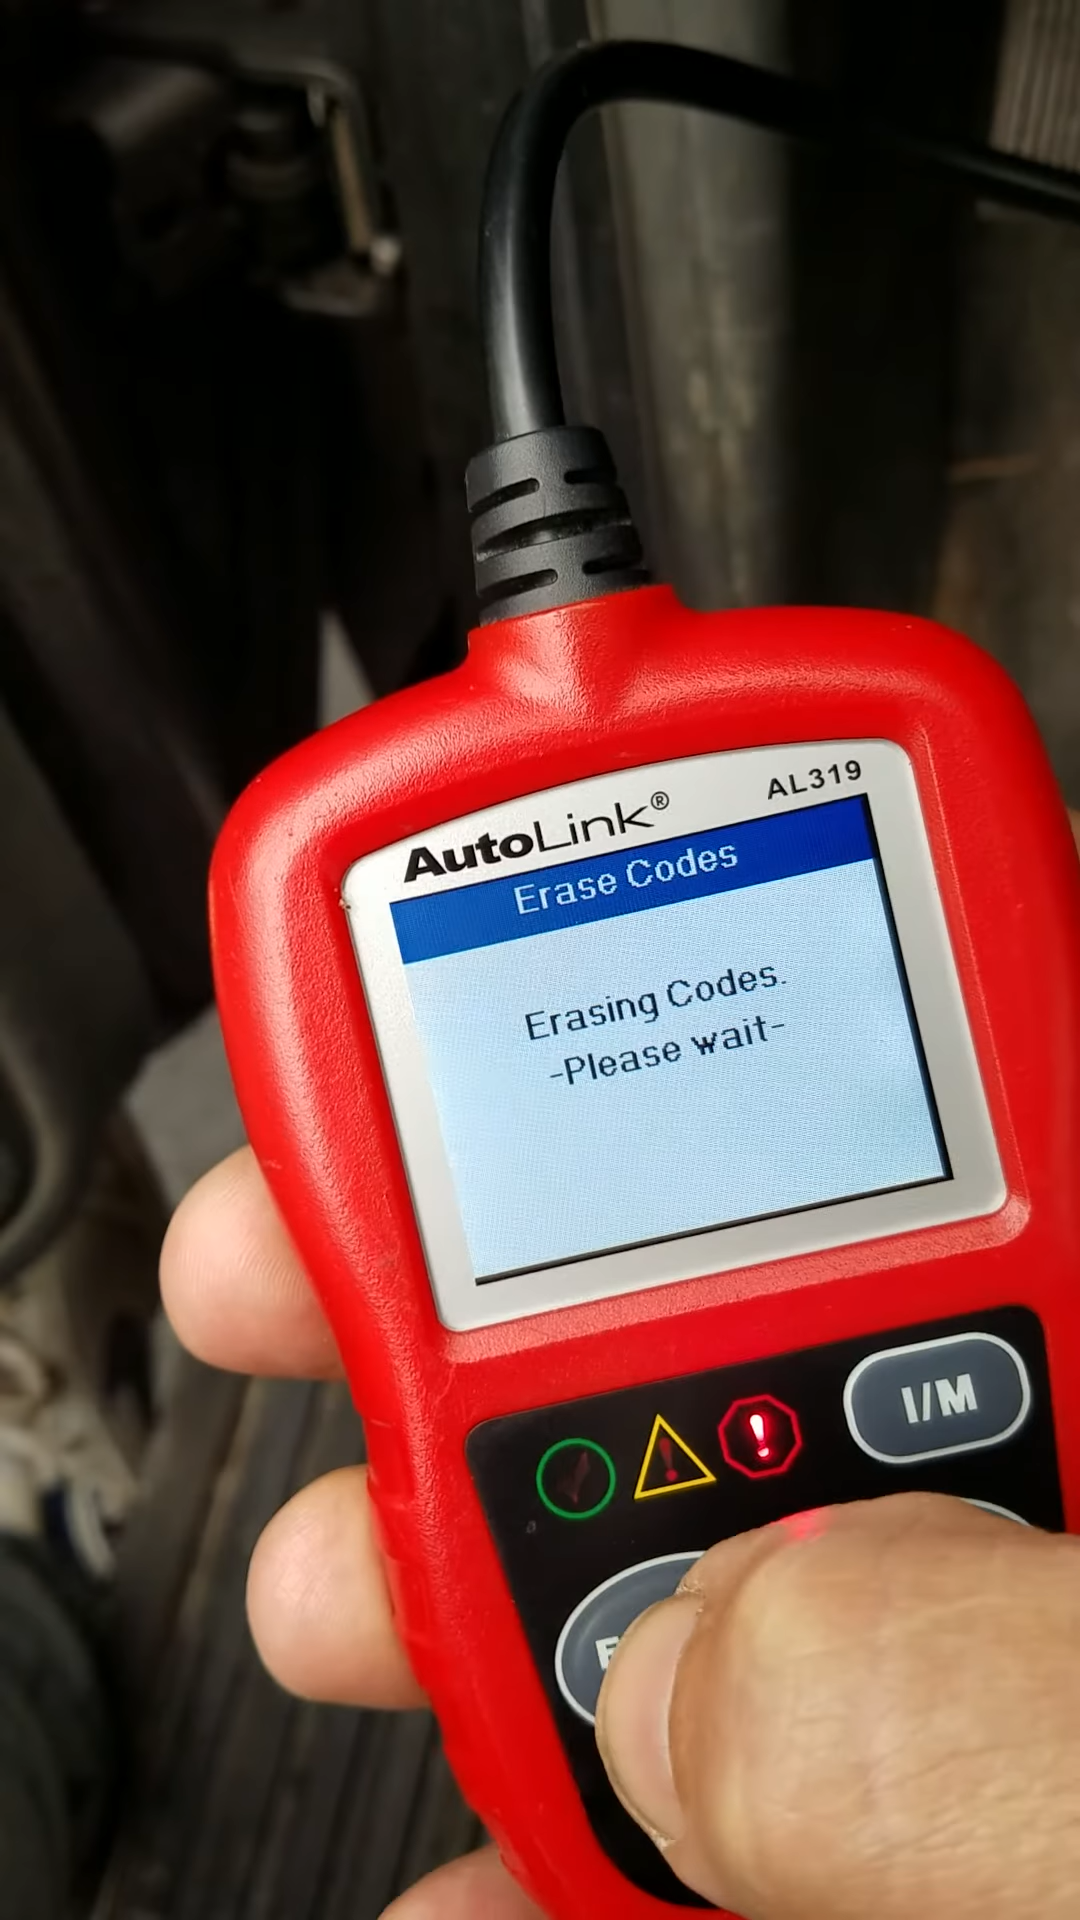 AutoLink®
AL319
Erase Codes
Erasing Codes.
-Please wait-
I/M